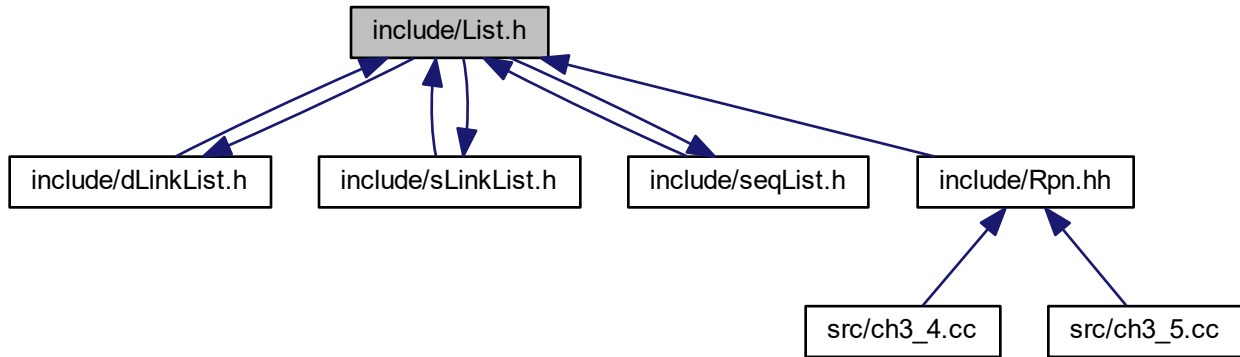 include/List.h
include/dLinkList.h
include/sLinkList.h
include/seqList.h
include/Rpn.hh
src/ch3_4.cc
src/ch3_5.cc